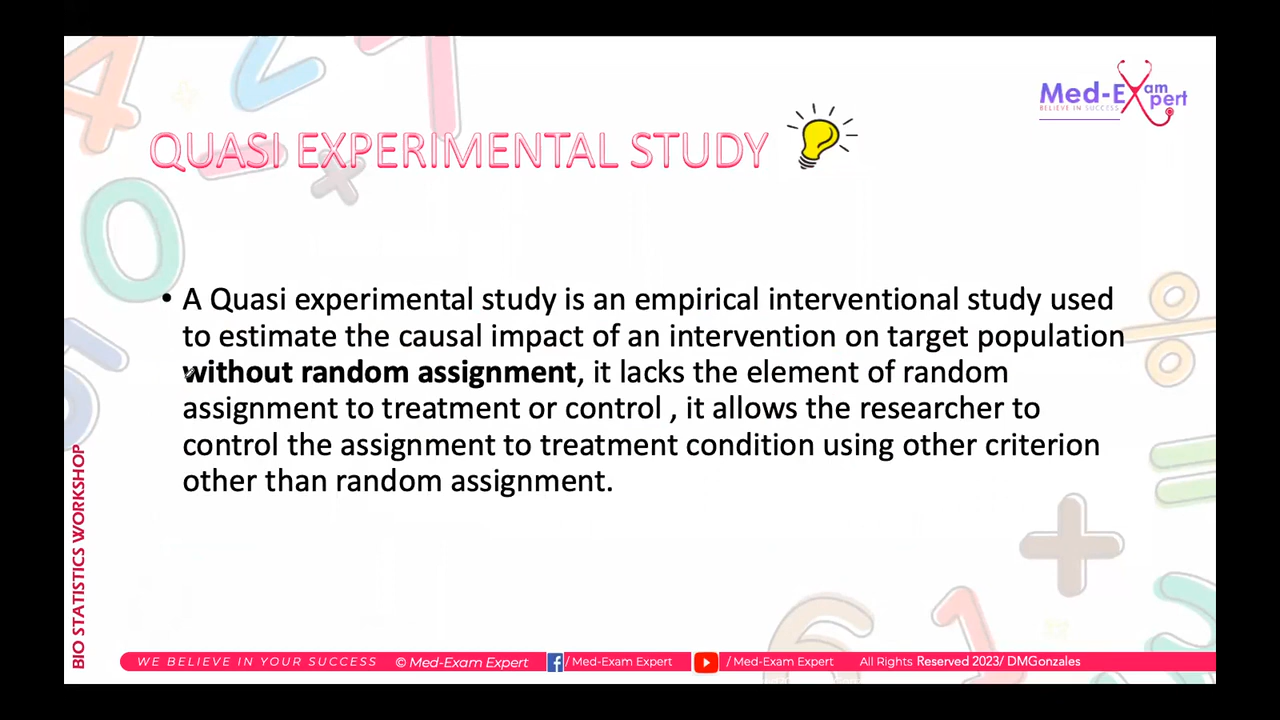 Med-Exam
pert
BELIEVE IN SUCCESS
QUASI EXPERIMENTAL STUDY
• A Quasi experimental study is an empirical interventional study used
to estimate the causal impact of an intervention on target population
without random assignment, it lacks the element of random
assignment to treatment or control , it allows the researcher to
control the assignment to treatment condition using other criterion
other than random assignment.
BIO STATISTICS WORKSHOP
WE BELIEVE IN YOUR SUCCESS © Med-Exam Expert f / Med-Exam Expert / Med-Exam Expert All Rights Reserved 2023/ DMGonzales